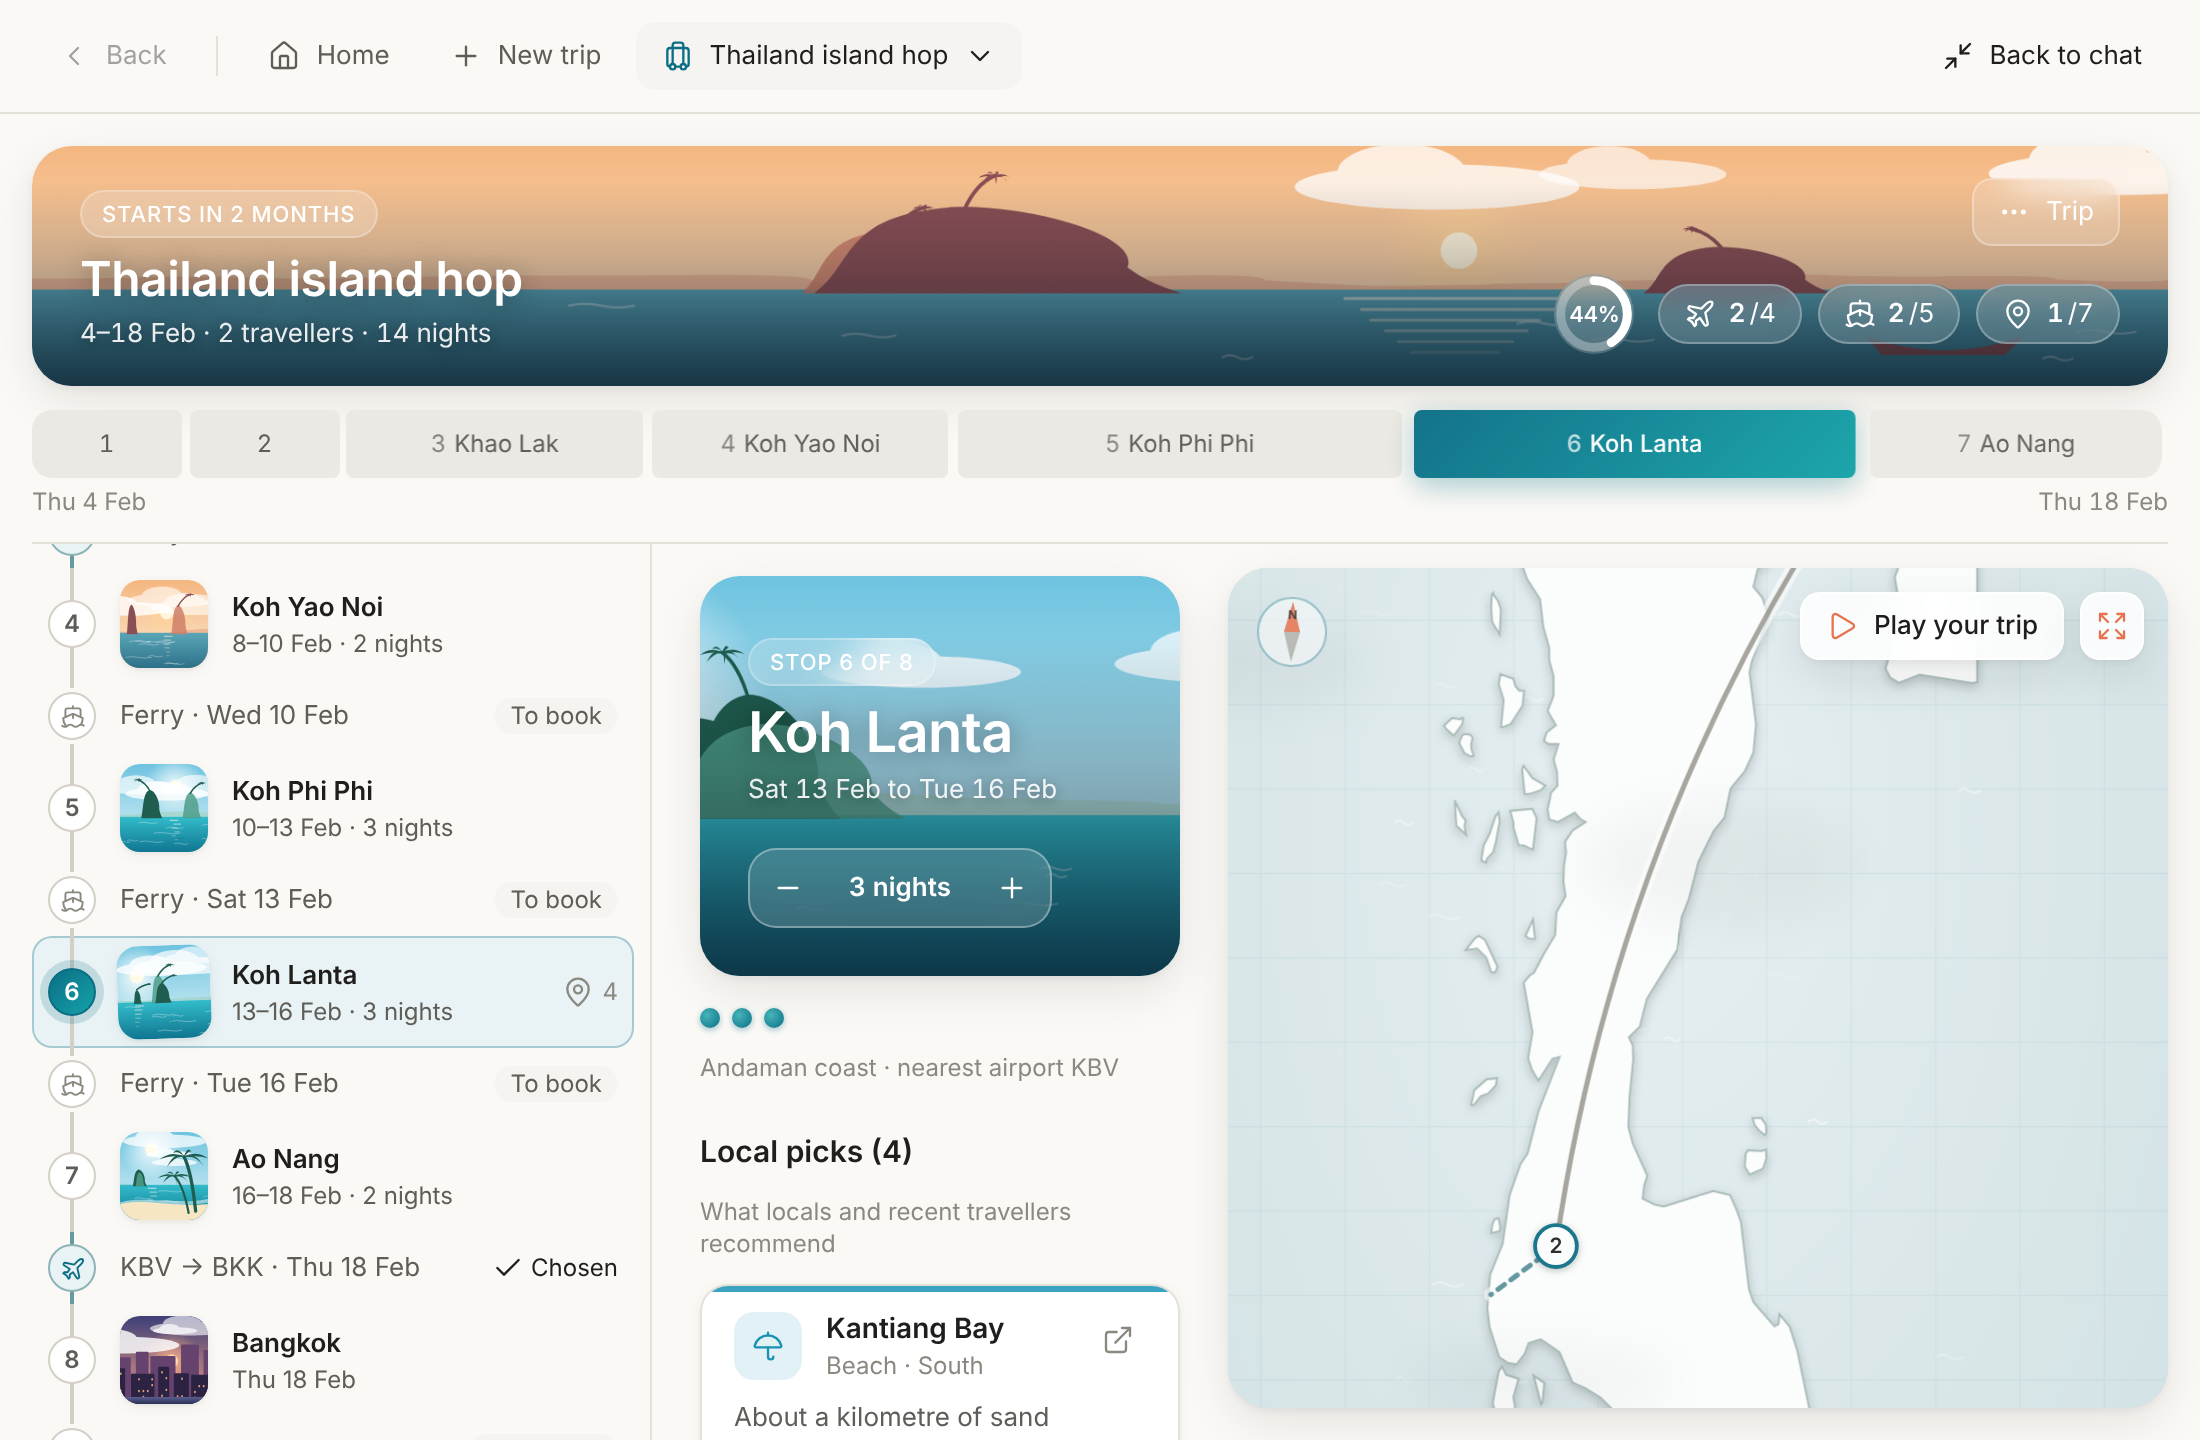 Back
Home
New trip
Thailand island hop
Back to chat
STARTS IN 2 MONTHS
Trip
Thailand island hop
4–18 Feb · 2 travellers · 14 nights
44%
2/4
2/5
1/7
1
2
3 Khao Lak
4 Koh Yao Noi
5 Koh Phi Phi
6 Koh Lanta
7 Ao Nang
Thu 4 Feb
Thu 18 Feb
4
Koh Yao Noi
8–10 Feb · 2 nights
Ferry · Wed 10 Feb
To book
5
Koh Phi Phi
10–13 Feb · 3 nights
Ferry · Sat 13 Feb
To book
6
Koh Lanta
13–16 Feb · 3 nights
4
Ferry · Tue 16 Feb
To book
7
Ao Nang
16–18 Feb · 2 nights
KBV → BKK · Thu 18 Feb
Chosen
8
Bangkok
Thu 18 Feb
STOP 6 OF 8
Koh Lanta
Sat 13 Feb to Tue 16 Feb
3 nights
Andaman coast · nearest airport KBV
Local picks (4)
What locals and recent travellers
recommend
Kantiang Bay
Beach · South
About a kilometre of sand
N
Play your trip
2